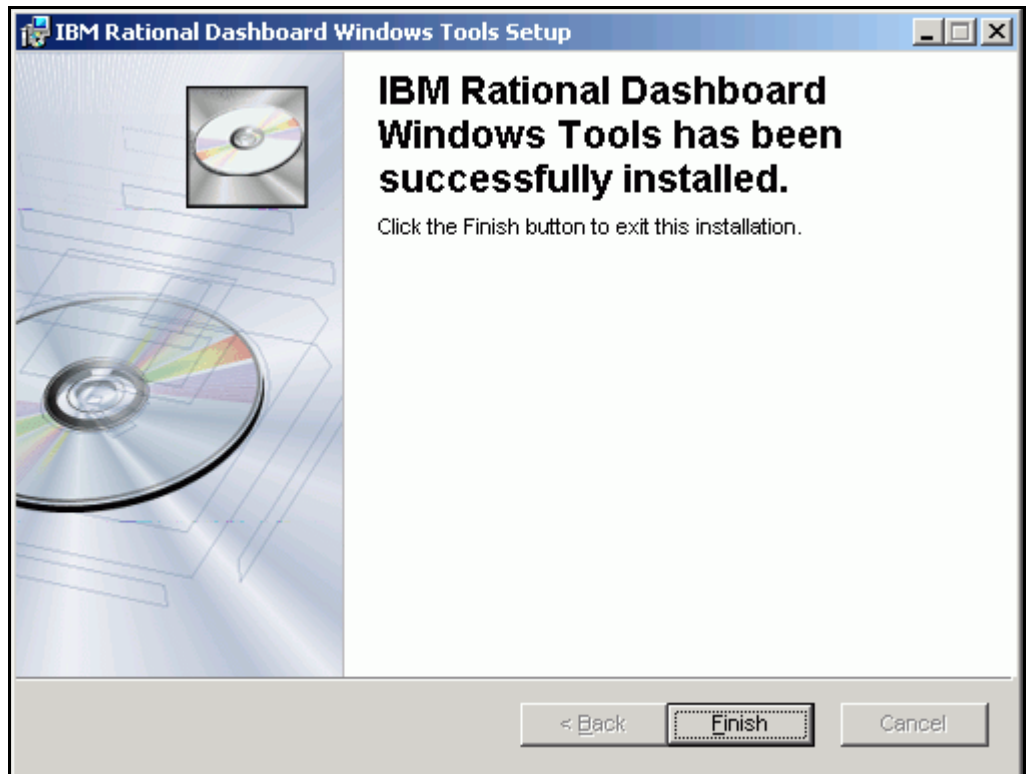 IBM Rational Dashboard Windows Tools Setup
IBM Rational Dashboard
Windows Tools has been
successfully installed.
Click the Finish button to exit this installation.
< Back
Finish
Cancel